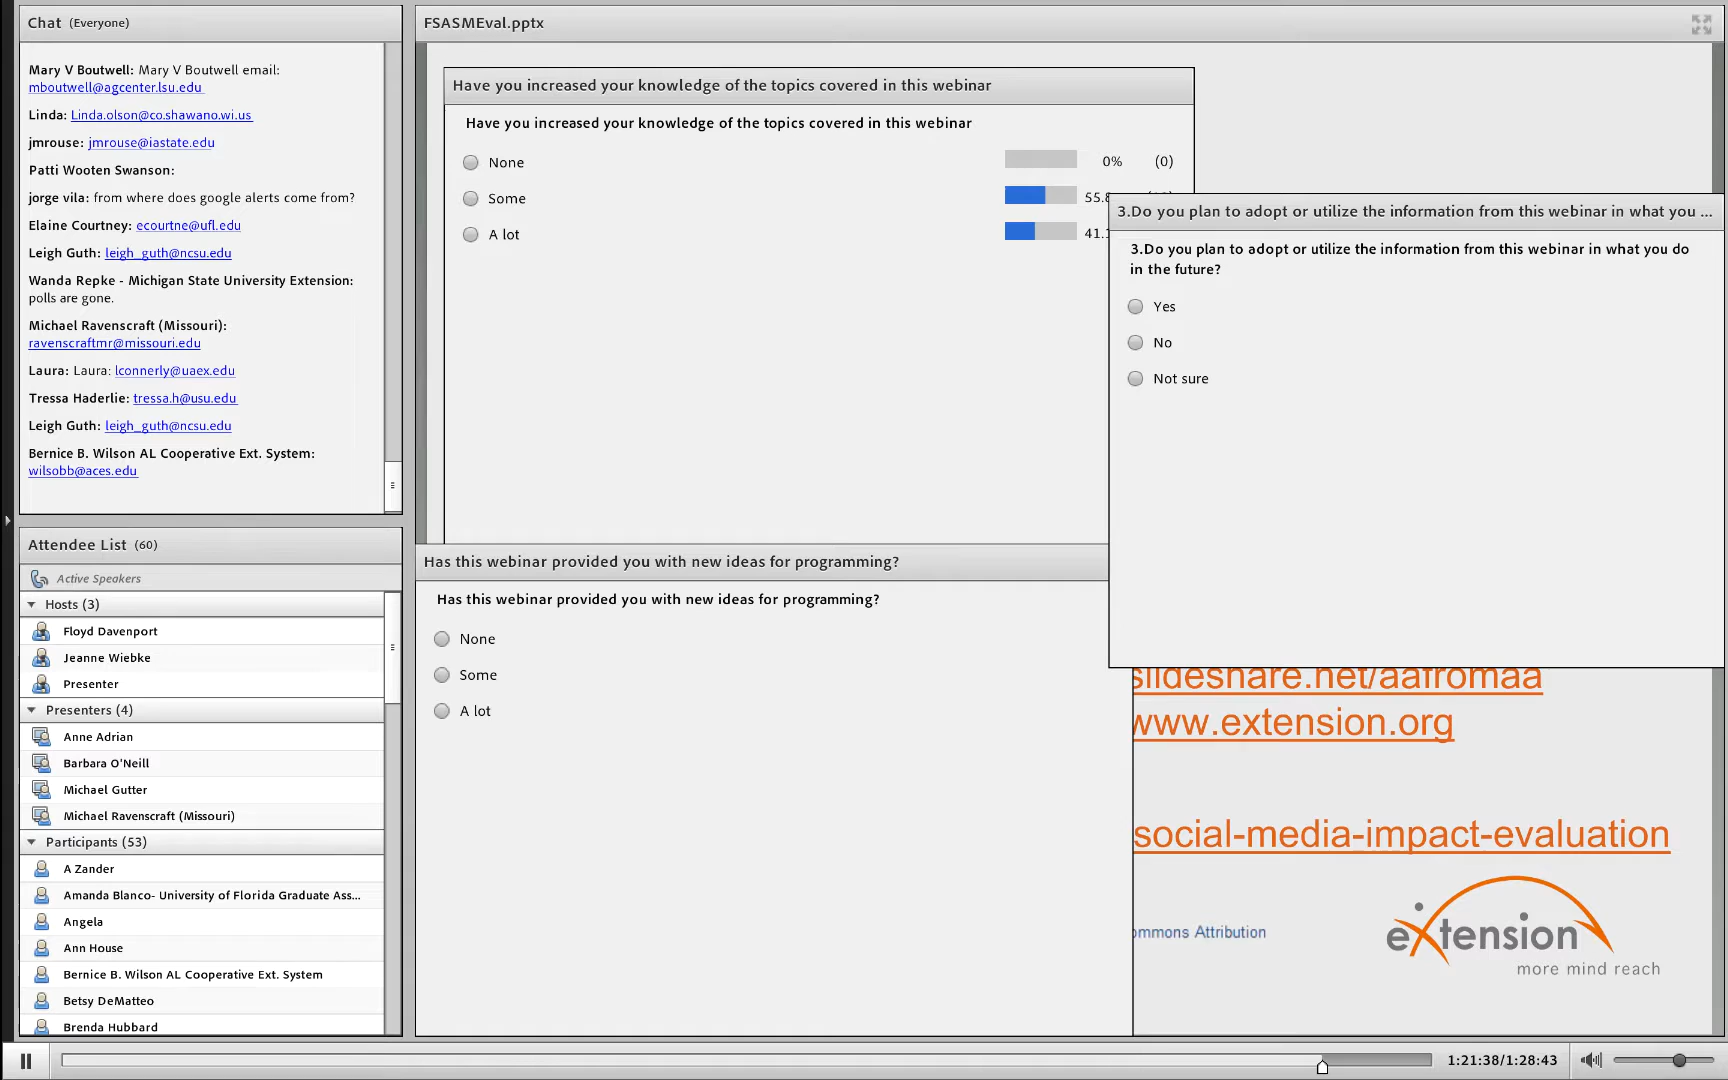 Chat (Everyone)
Mary V Boutwell: Mary V Boutwell email:
mboutwell@agcenter.lsu.edu
Linda: Linda.olson@co.shawano.wi.us
jmrouse: jmrouse@iastate.edu
Patti Wooten Swanson:
jorge vila: from where does google alerts come from?
Elaine Courtney: ecourtne@ufl.edu
Leigh Guth: leigh_guth@ncsu.edu
Wanda Repke - Michigan State University Extension:
polls are gone.
Michael Ravenscraft (Missouri):
ravenscraftmr@missouri.edu
Laura: Laura: lconnerly@uaex.edu
Tressa Haderlie: tressa.h@usu.edu
Leigh Guth: leigh_guth@ncsu.edu
Bernice B. Wilson AL Cooperative Ext. System:
wilsobb@aces.edu
Attendee List (60)
Active Speakers
Hosts (3)
Floyd Davenport
Jeanne Wiebke
Presenter
Presenters (4)
Anne Adrian
Barbara O'Neill
Michael Gutter
Michael Ravenscraft (Missouri)
Participants (53)
A Zander
Amanda Blanco- University of Florida Graduate Ass...
Angela
Ann House
Bernice B. Wilson AL Cooperative Ext. System
Betsy DeMatteo
Brenda Hubbard
FSASMEval.pptx
Have you increased your knowledge of the topics covered in this webinar
Have you increased your knowledge of the topics covered in this webinar
None 0% (0)
Some 55.8
A lot 41.1
3.Do you plan to adopt or utilize the information from this webinar in what you ...
3.Do you plan to adopt or utilize the information from this webinar in what you do
in the future?
Yes
No
Not sure
Has this webinar provided you with new ideas for programming?
Has this webinar provided you with new ideas for programming?
None
Some
A lot
slideshare.net/aafromaa
www.extension.org
social-media-impact-evaluation
ommons Attribution
eXtension
more mind reach
1:21:38/1:28:43